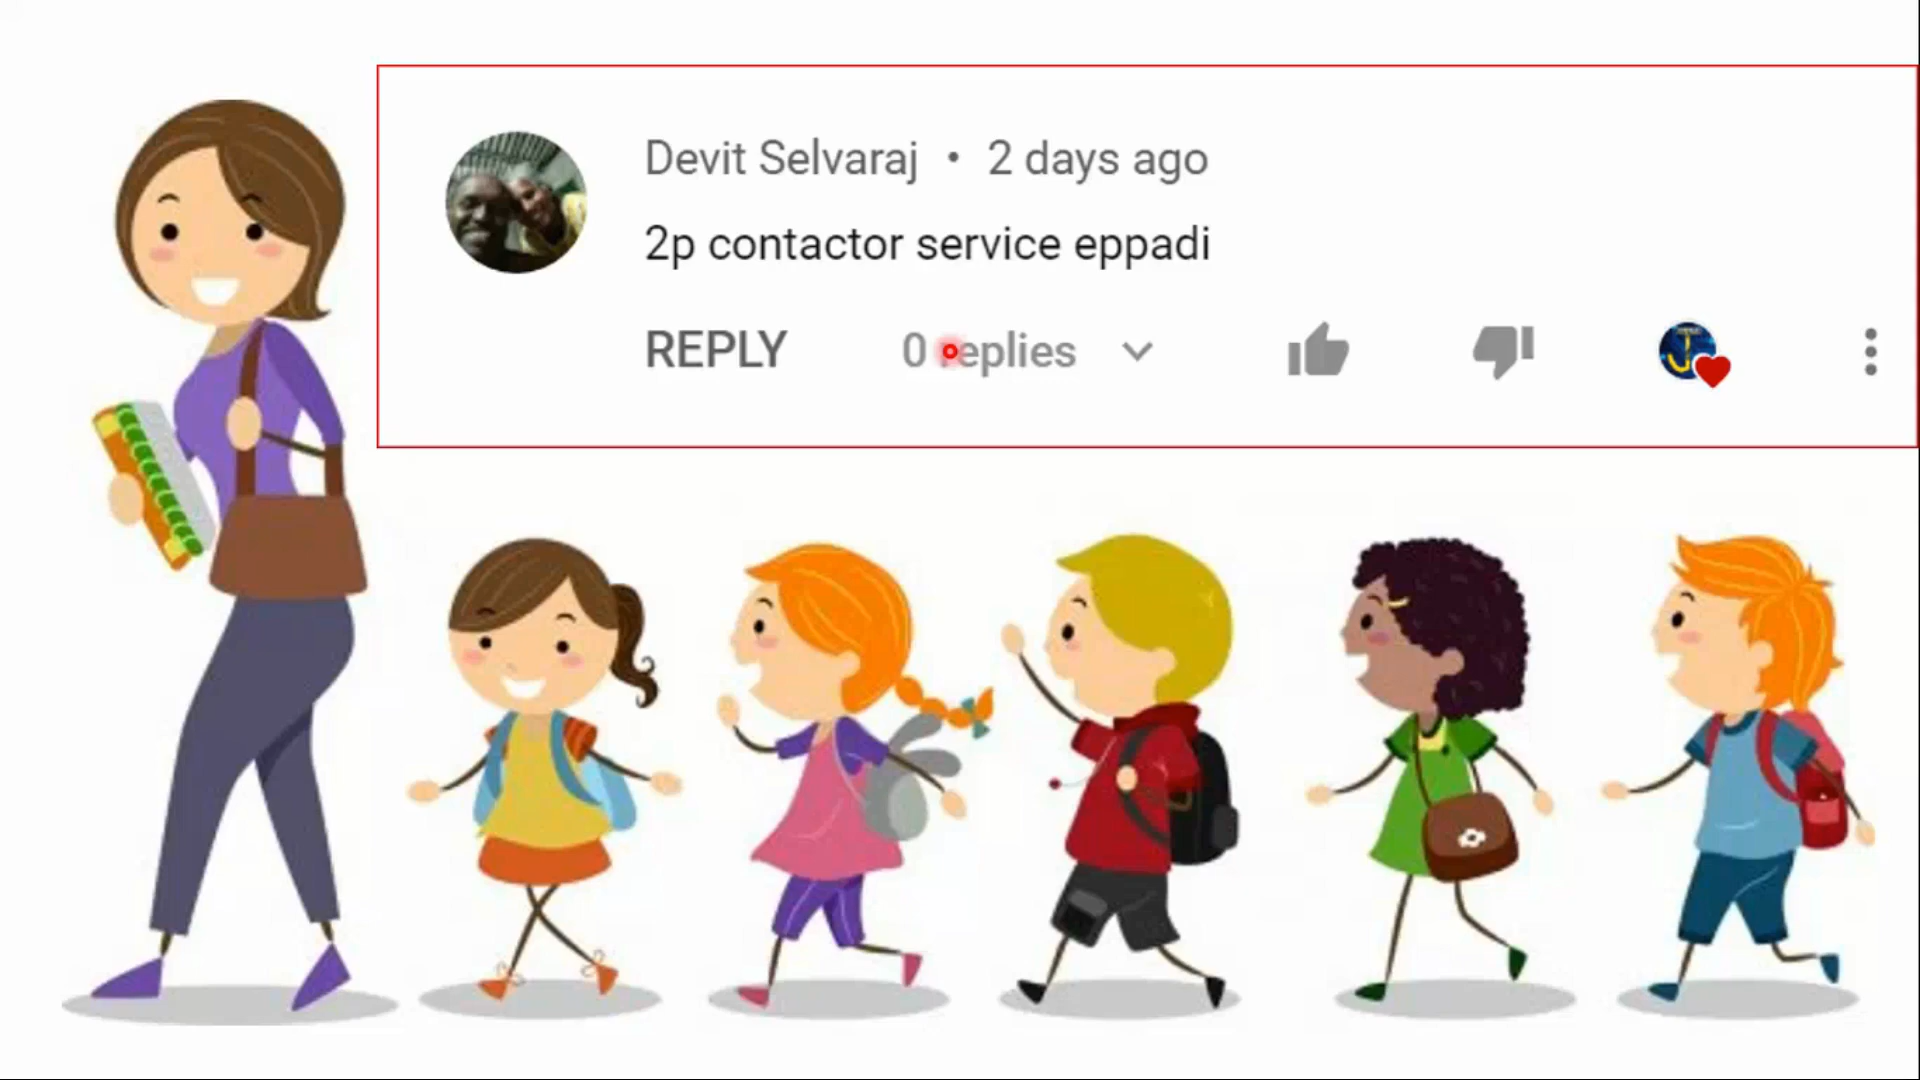 Devit Selvaraj • 2 days ago
2p contactor service eppadi
REPLY 0 replies